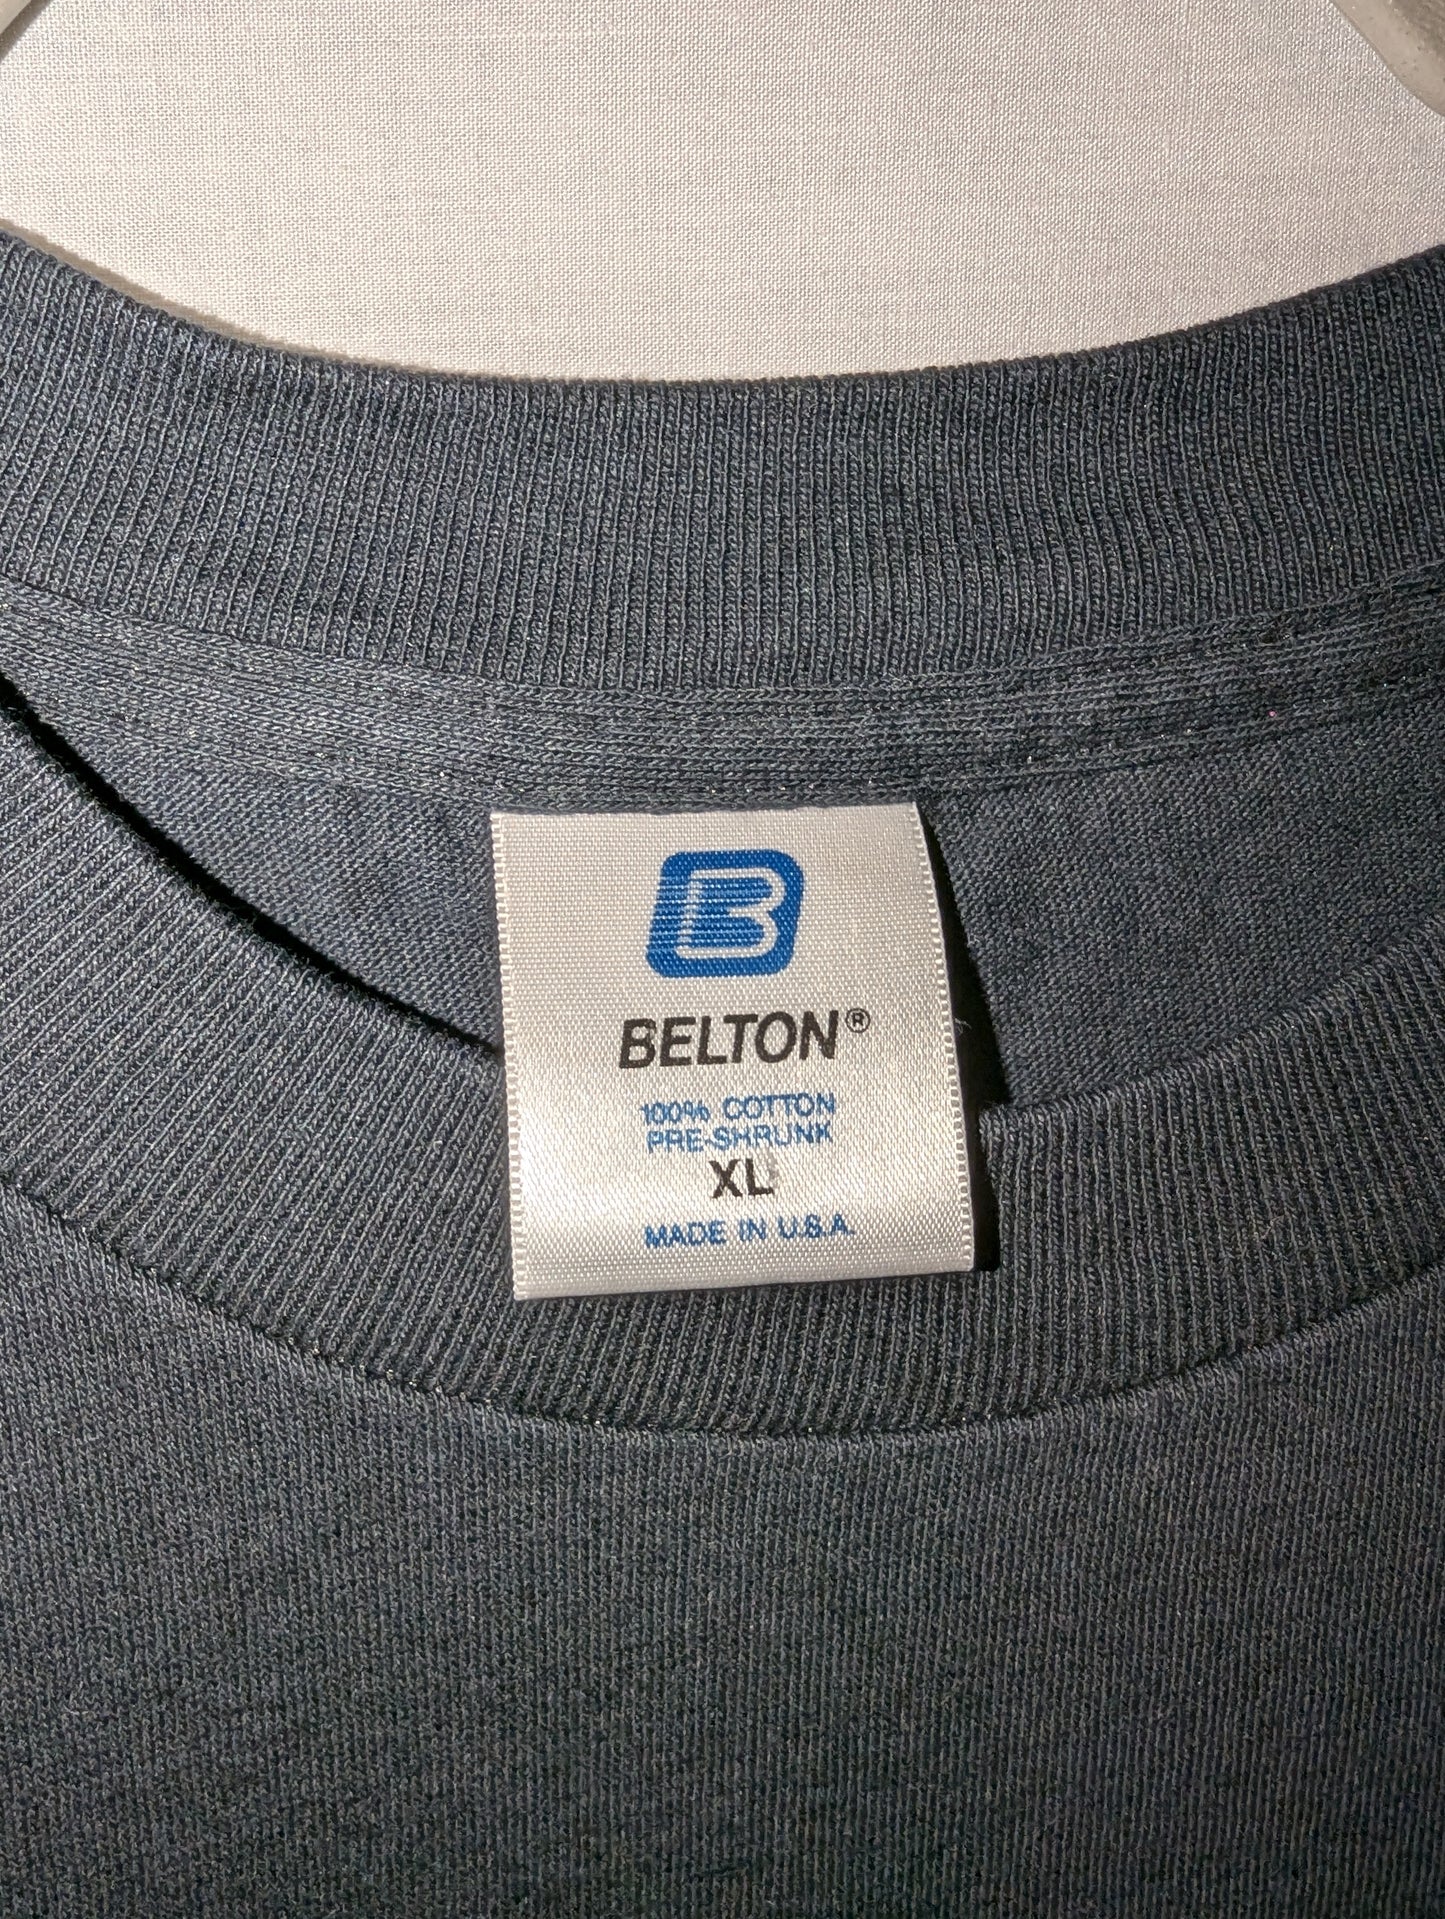 B
BELTON®
100% COTTON
PRE-SHRUNK
XL
MADE IN U.S.A.